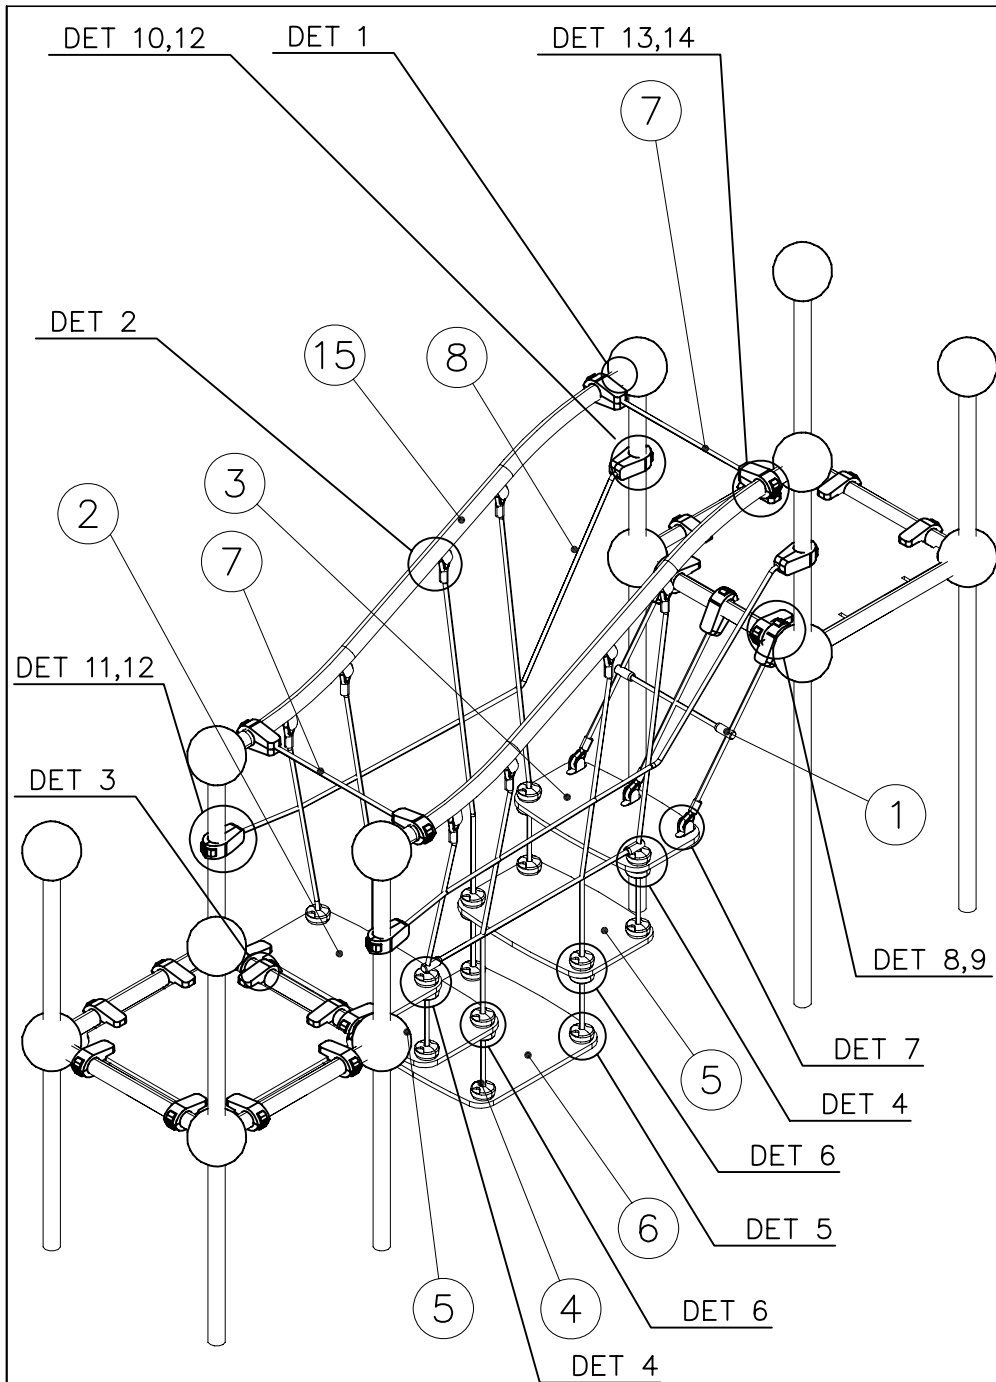 DET 10,12
DET 1
DET 13,14
7
DET 2
15
8
3
2
7
DET 11,12
DET 3
1
DET 8,9
DET 7
5
DET 4
DET 6
6
DET 5
5
4
DET 6
DET 4